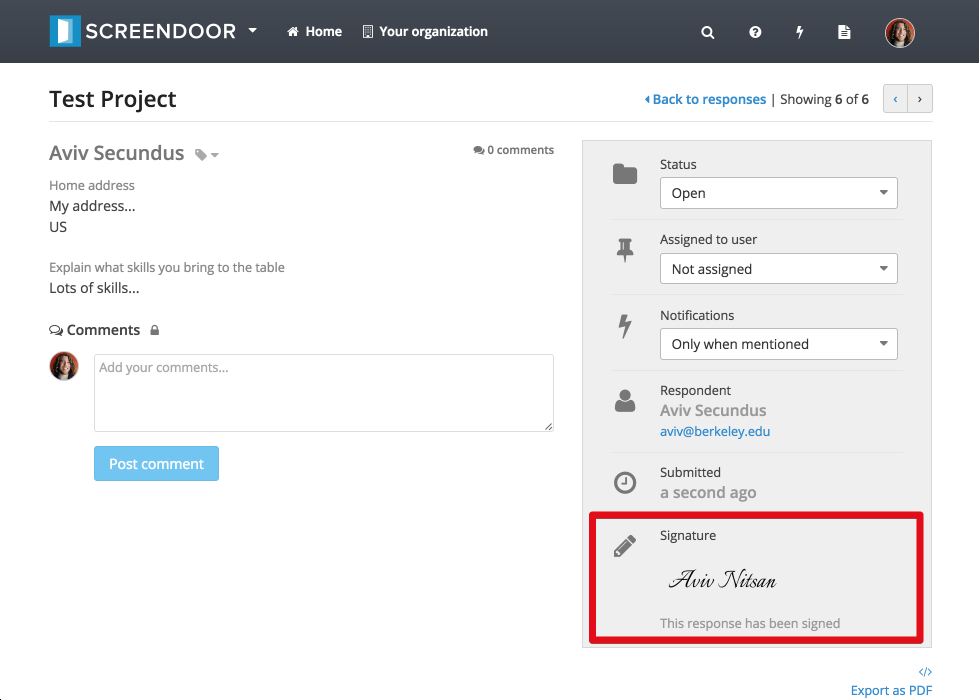 SCREENDOOR
Home
Your organization
Test Project
Back to responses | Showing 6 of 6
Aviv Secundus
0 comments
Home address
My address...
US
Explain what skills you bring to the table
Lots of skills...
Comments
Add your comments...
Post comment
Status
Open
Assigned to user
Not assigned
Notifications
Only when mentioned
Respondent
Aviv Secundus
aviv@berkeley.edu
Submitted
a second ago
Signature
Aviv Nitsan
This response has been signed
</>
Export as PDF